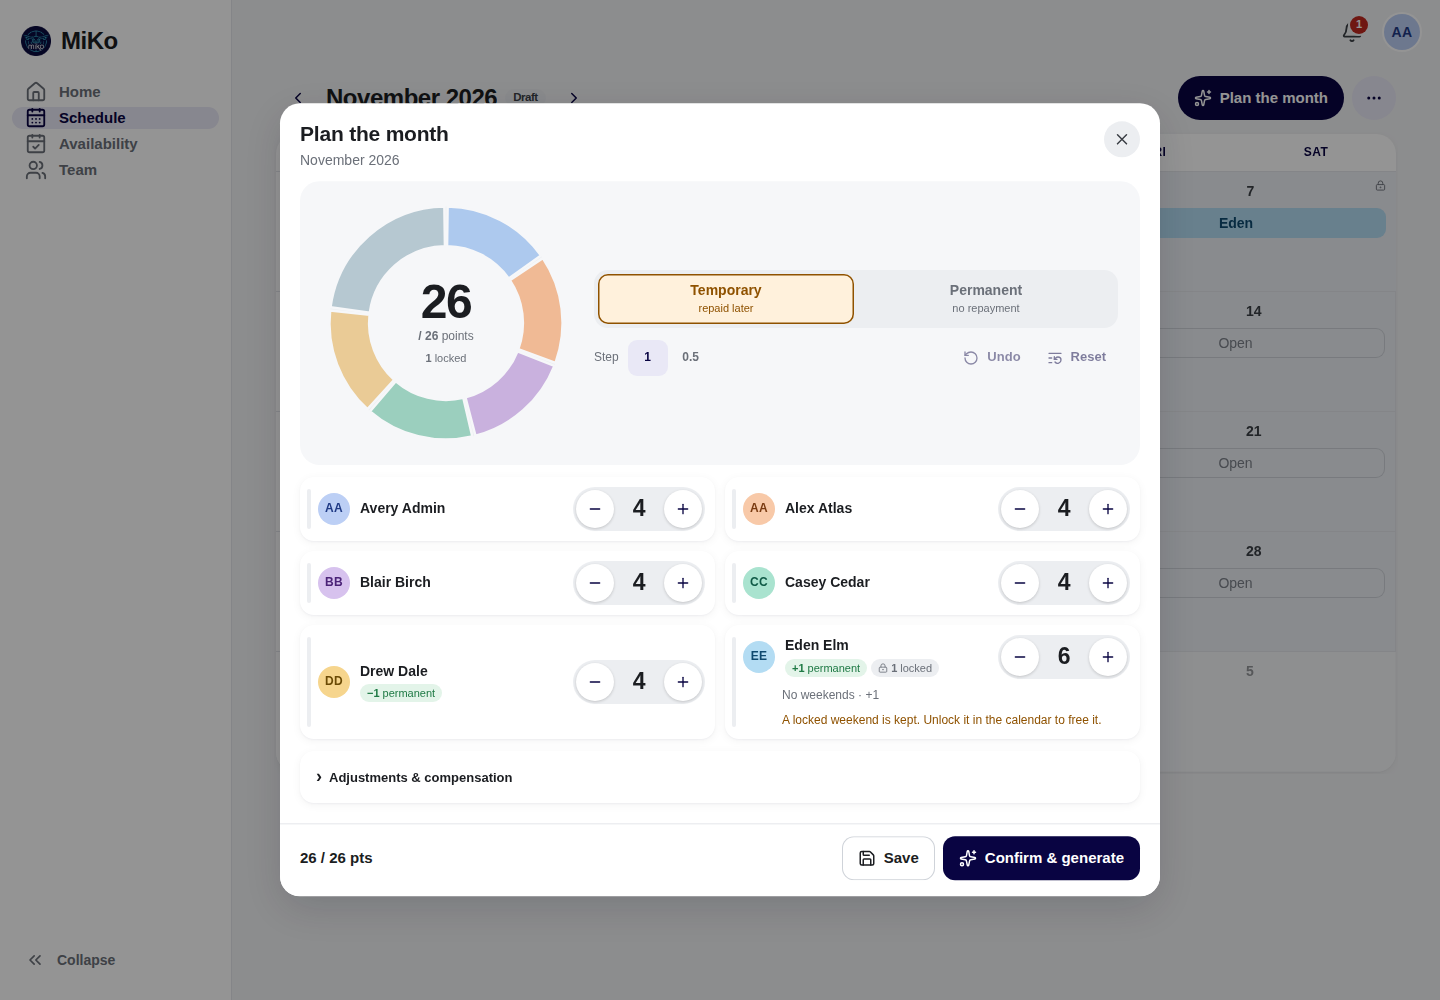 MiKo
1
AA
Home
Schedule
Availability
Team
November 2026 Draft
Plan the month
SAT
7
Eden
14
Open
21
Open
28
Open
5
Plan the month
November 2026
26
/ 26 points
1 locked
Temporary
repaid later
Permanent
no repayment
Step 1 0.5
Undo
Reset
AA Avery Admin − 4 +
AA Alex Atlas − 4 +
BB Blair Birch − 4 +
CC Casey Cedar − 4 +
DD Drew Dale − 4 +
−1 permanent
EE Eden Elm − 6 +
+1 permanent 1 locked
No weekends · +1
A locked weekend is kept. Unlock it in the calendar to free it.
Adjustments & compensation
26 / 26 pts
Save
Confirm & generate
Collapse